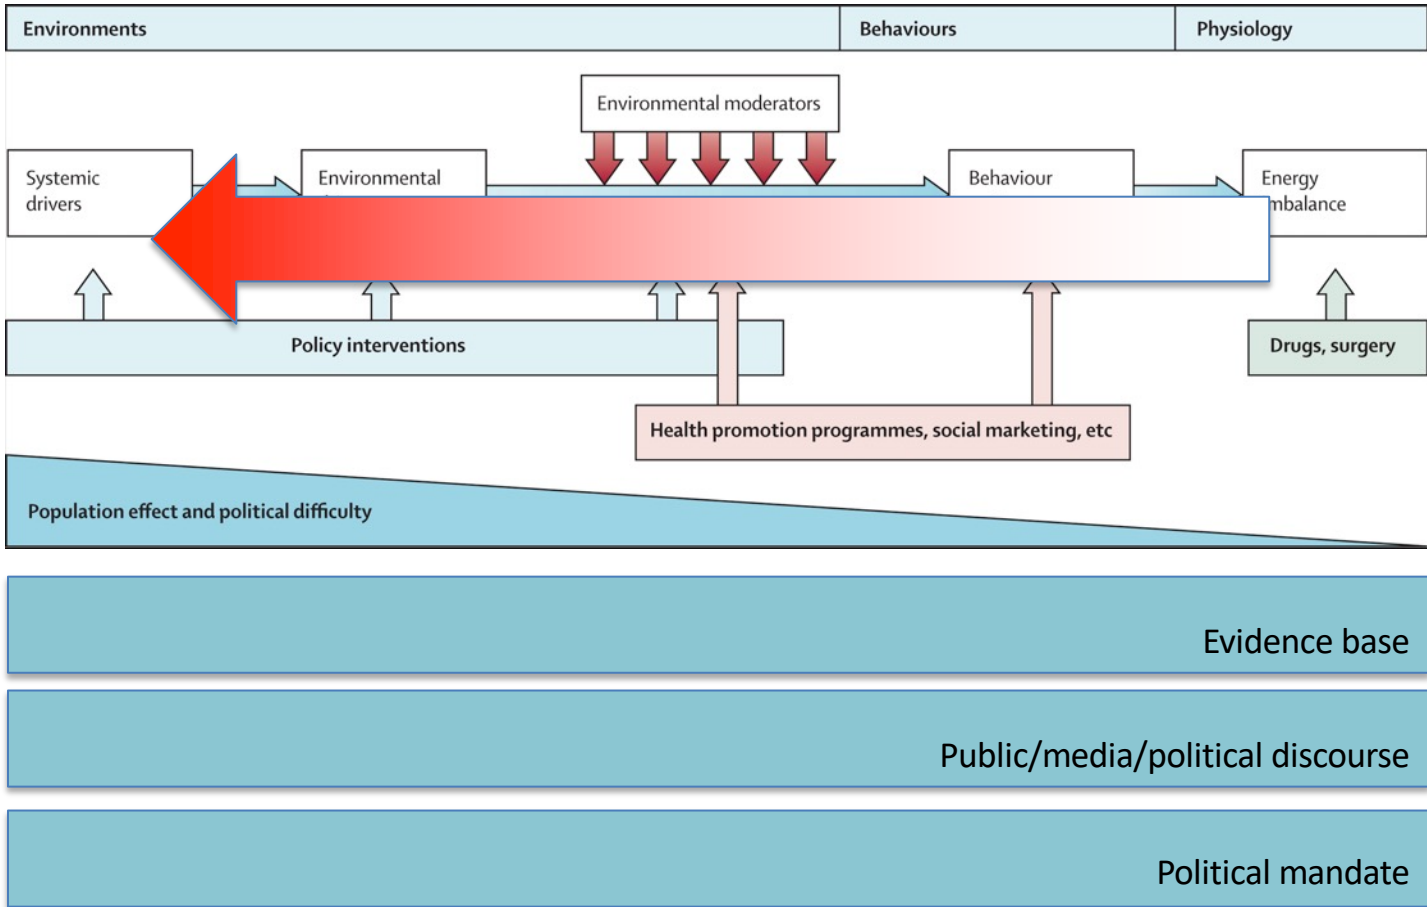 Environments
Behaviours
Physiology
Environmental moderators
Systemic
drivers
Environmental
Behaviour
Energy
imbalance
Policy interventions
Drugs, surgery
Health promotion programmes, social marketing, etc
Population effect and political difficulty
Evidence base
Public/media/political discourse
Political mandate